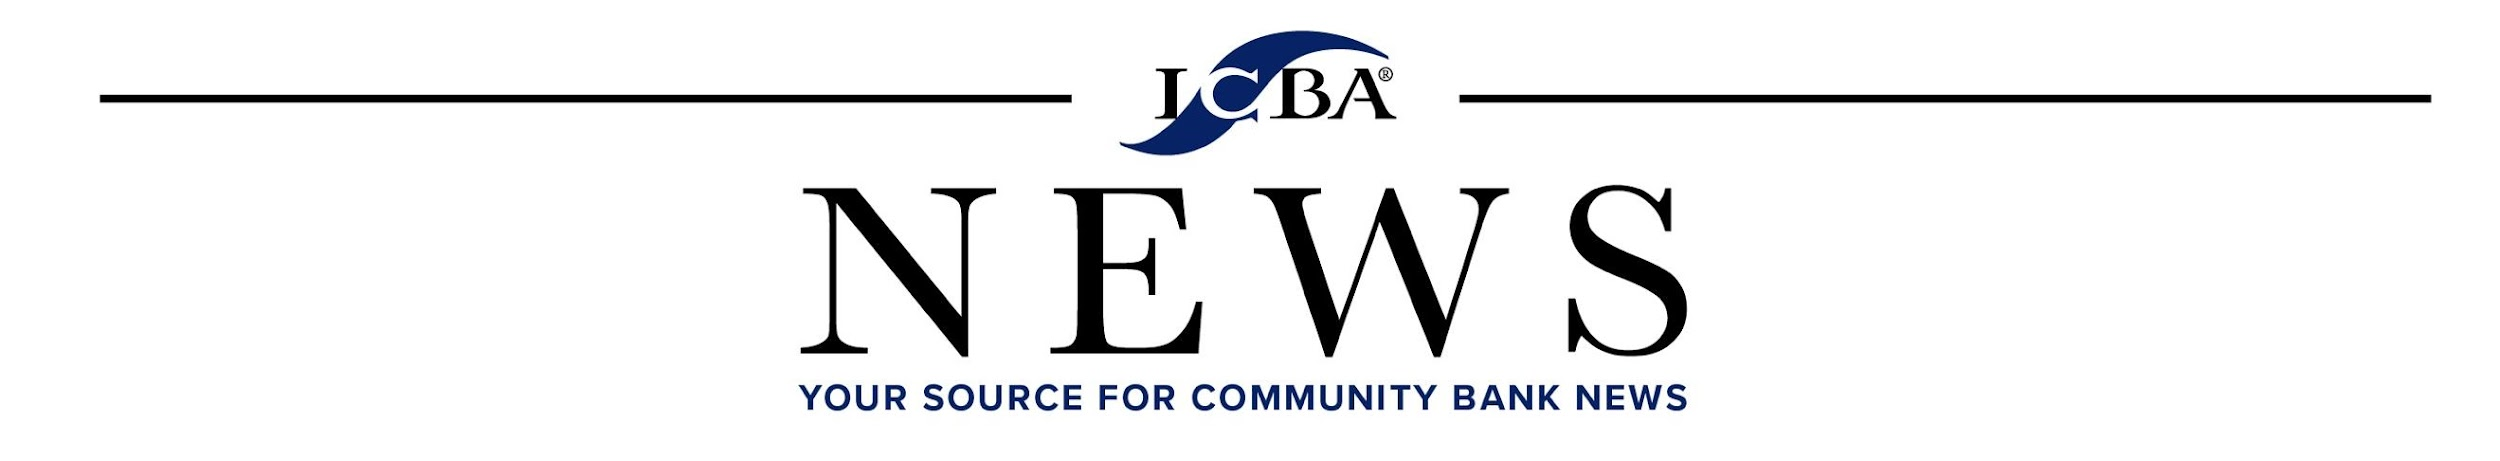 ICBA®
NEWS
YOUR SOURCE FOR COMMUNITY BANK NEWS